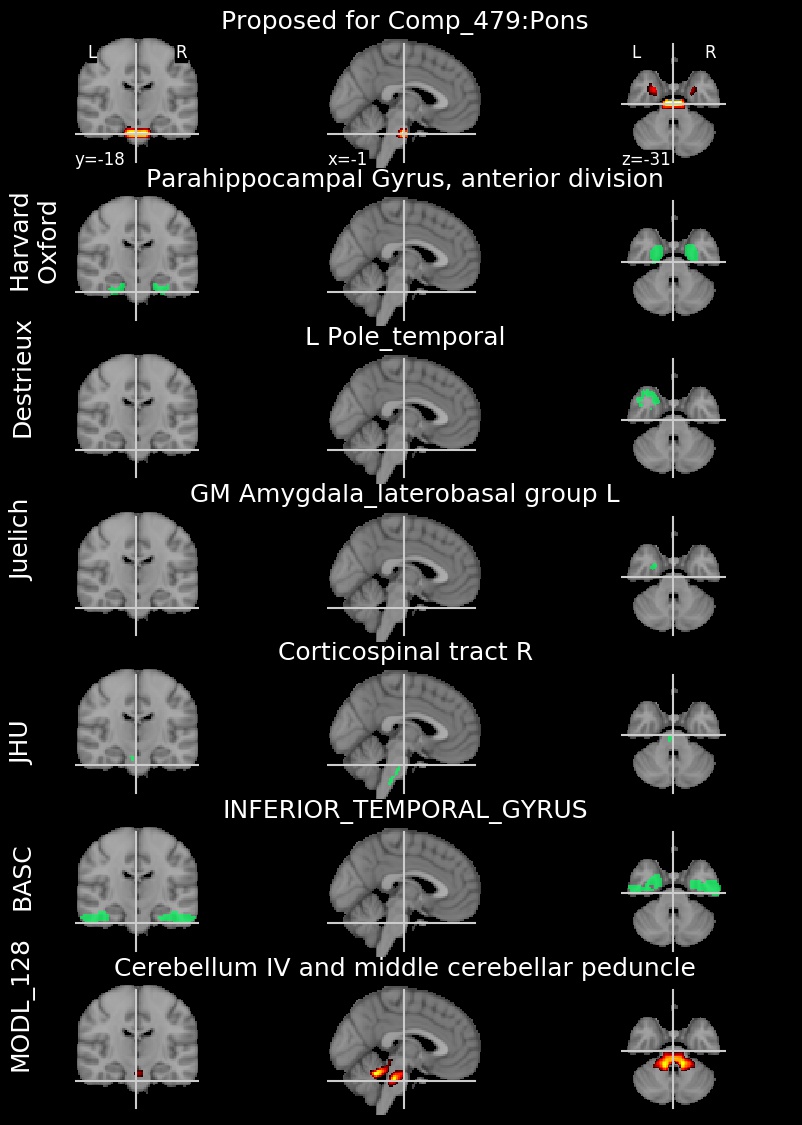 Proposed for Comp_479:Pons
L R L R
y=-18 x=-1 z=-31
Parahippocampal Gyrus, anterior division
Harvard
Oxford
L Pole_temporal
Destrieux
GM Amygdala_laterobasal group L
Juelich
Corticospinal tract R
JHU
INFERIOR_TEMPORAL_GYRUS
BASC
Cerebellum IV and middle cerebellar peduncle
MODL_128